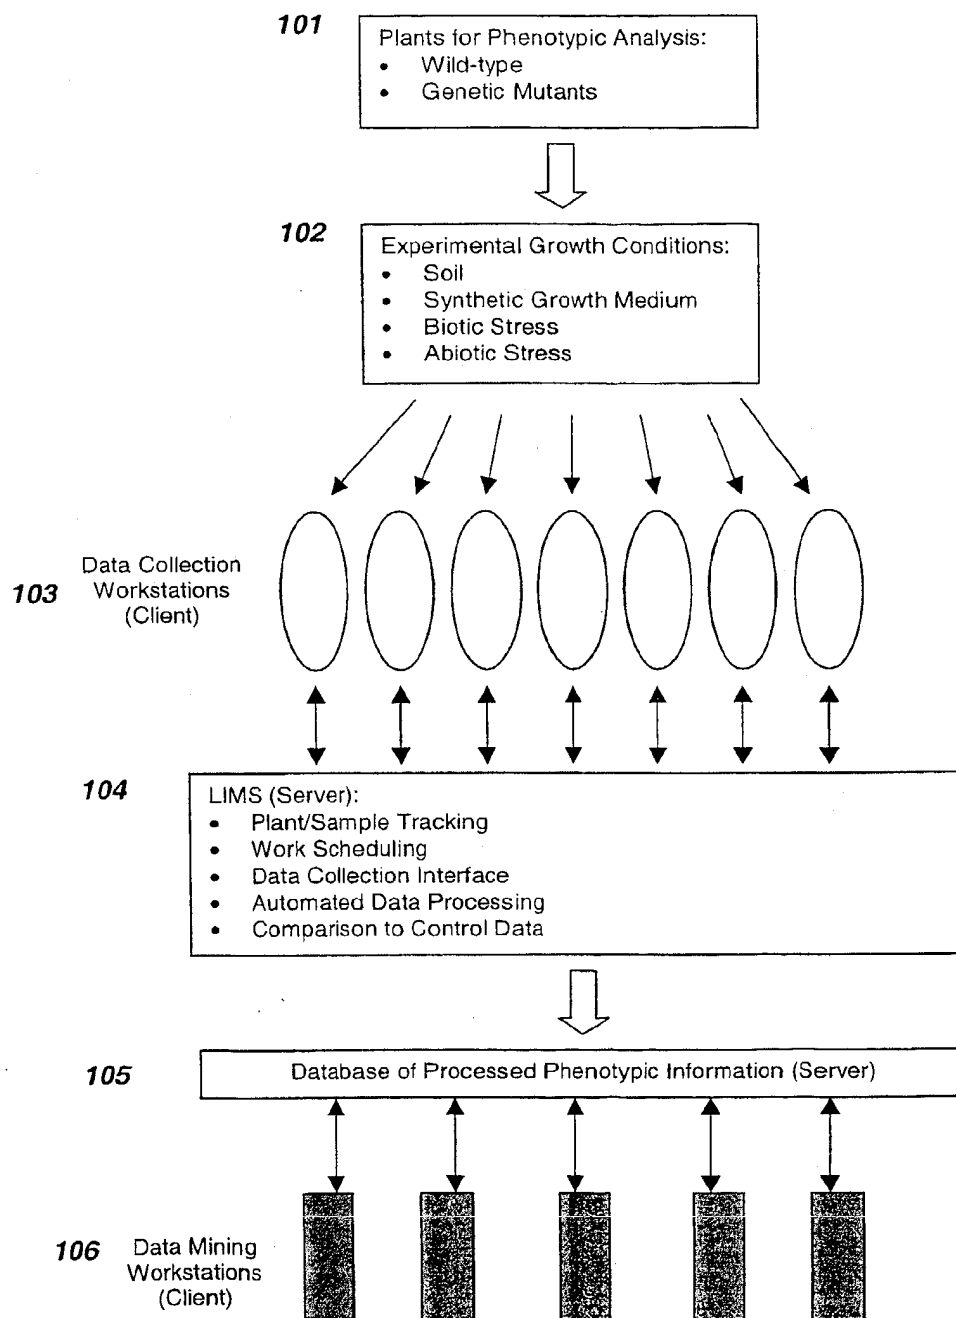 101
Plants for Phenotypic Analysis:
• Wild-type
• Genetic Mutants
102
Experimental Growth Conditions:
• Soil
• Synthetic Growth Medium
• Biotic Stress
• Abiotic Stress
103
Data Collection
Workstations
(Client)
104
LIMS (Server):
• Plant/Sample Tracking
• Work Scheduling
• Data Collection Interface
• Automated Data Processing
• Comparison to Control Data
105
Database of Processed Phenotypic Information (Server)
106
Data Mining
Workstations
(Client)